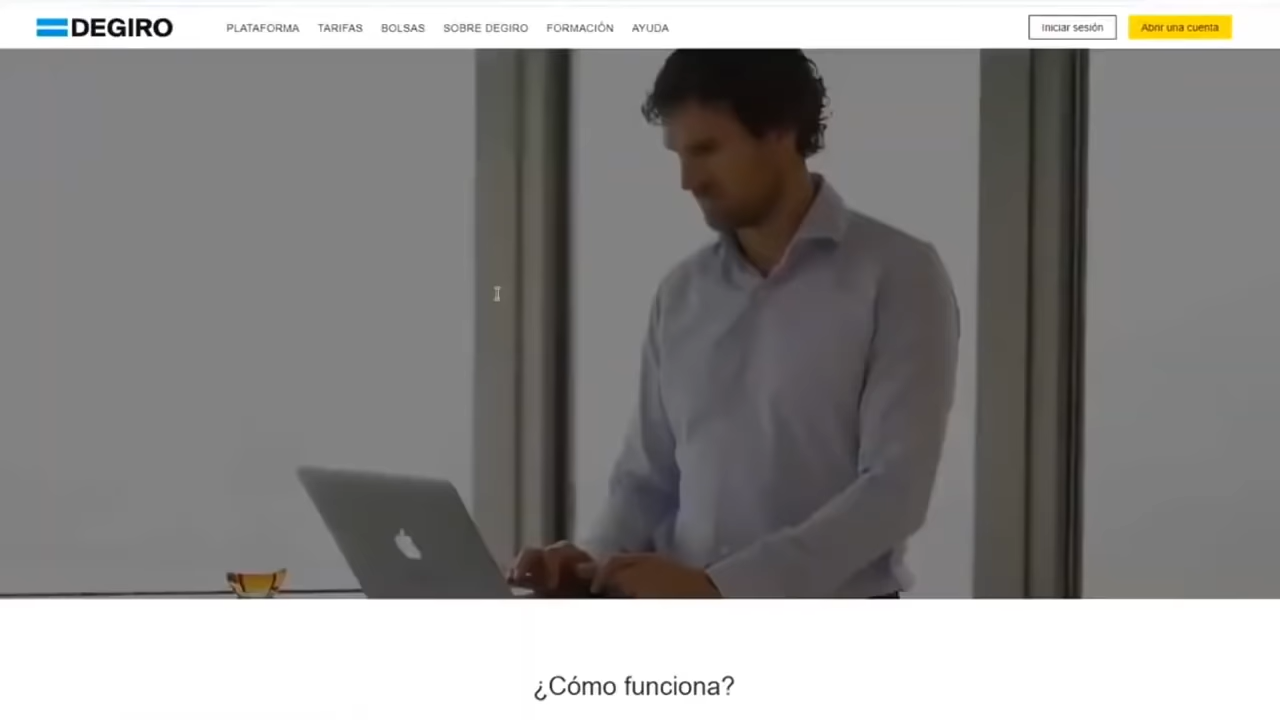 DEGIRO
PLATAFORMA TARIFAS BOLSAS SOBRE DEGIRO FORMACIÓN AYUDA
Iniciar sesión Abrir una cuenta
¿Cómo funciona?